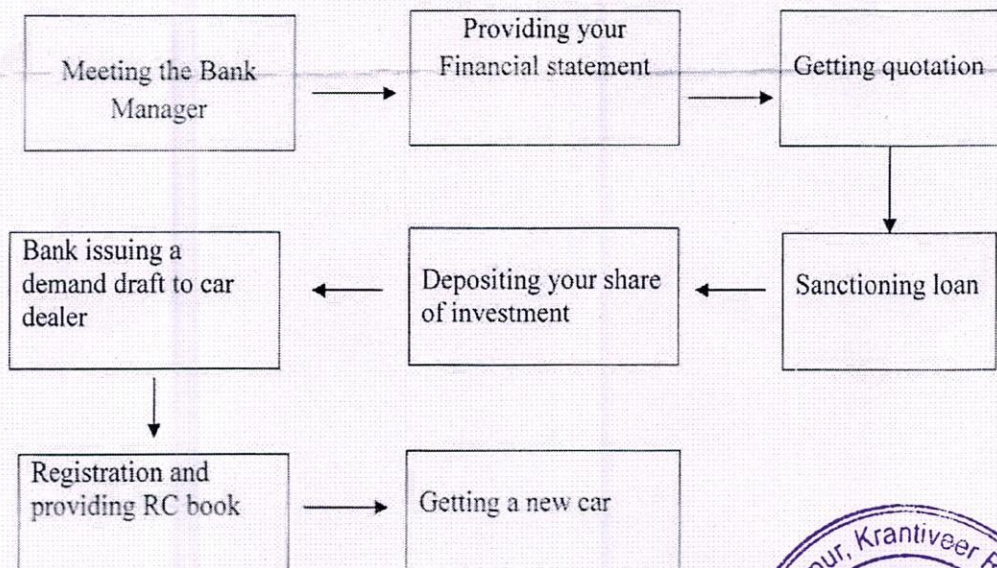 Meeting the Bank
Manager
Providing your
Financial statement
Getting quotation
Sanctioning loan
Depositing your share
of investment
Bank issuing a
demand draft to car
dealer
Registration and
providing RC book
Getting a new car
Krantiveer